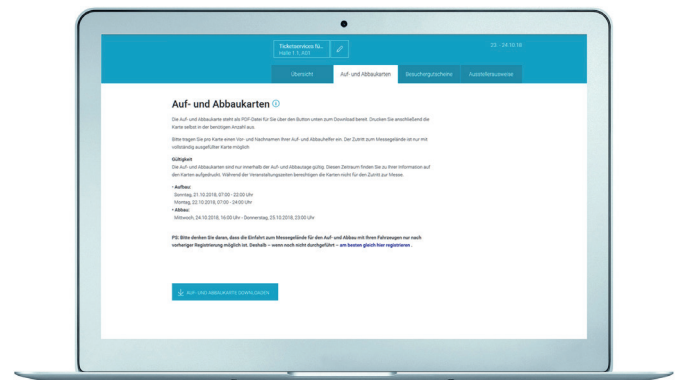 Ticketservices fü...
Halle 1.1, A01
23. - 24.10.18
Übersicht
Auf- und Abbaukarten
Besuchergutscheine
Ausstellerausweise
Auf- und Abbaukarten
Die Auf- und Abbaukarte steht als PDF-Datei für Sie über den Button unten zum Download bereit. Drucken Sie anschließend die
Karte selbst in der benötigen Anzahl aus.
Bitte tragen Sie pro Karte einen Vor- und Nachnamen Ihrer Auf- und Abbauhelfer ein. Der Zutritt zum Messegelände ist nur mit
vollständig ausgefüllter Karte möglich.
Gültigkeit
Die Auf- und Abbaukarten sind nur innerhalb der Auf- und Abbautage gültig. Diesen Zeitraum finden Sie zu Ihrer Information auf
den Karten aufgedruckt. Während der Veranstaltungszeiten berechtigen die Karten nicht für den Zutritt zur Messe.
• Aufbau:
Sonntag, 21.10.2018, 07:00 - 22:00 Uhr
Montag, 22.10.2018, 07:00 - 24:00 Uhr
• Abbau:
Mittwoch, 24.10.2018, 16:00 Uhr - Donnerstag, 25.10.2018, 23:00 Uhr
PS: Bitte denken Sie daran, dass die Einfahrt zum Messegelände für den Auf- und Abbau mit Ihren Fahrzeugen nur nach
vorheriger Registrierung möglich ist. Deshalb – wenn noch nicht durchgeführt – am besten gleich hier registrieren .
AUF- UND ABBAUKARTE DOWNLOADEN